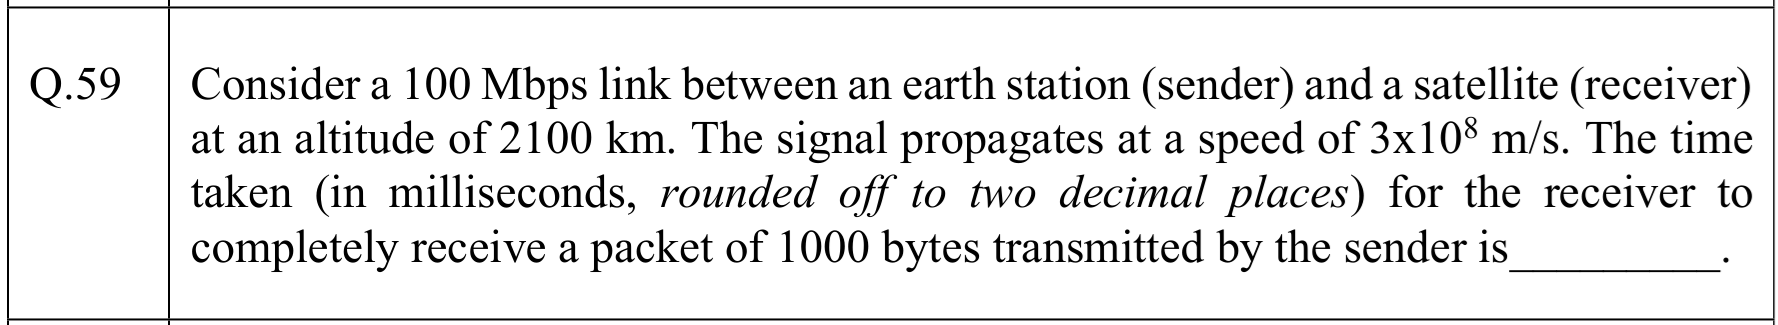 Q.59 Consider a 100 Mbps link between an earth station (sender) and a satellite (receiver)
at an altitude of 2100 km. The signal propagates at a speed of 3x10⁸ m/s. The time
taken (in milliseconds, rounded off to two decimal places) for the receiver to
completely receive a packet of 1000 bytes transmitted by the sender is__________.